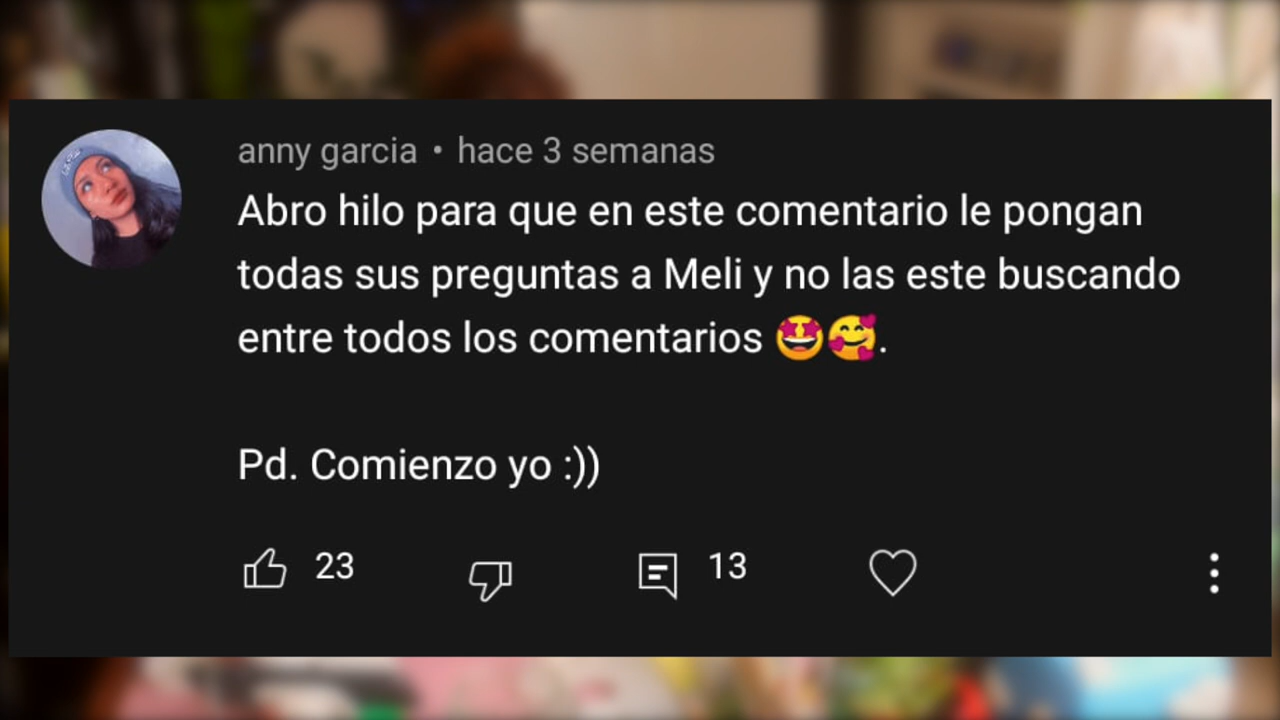 anny garcia • hace 3 semanas
Abro hilo para que en este comentario le pongan
todas sus preguntas a Meli y no las este buscando
entre todos los comentarios 🤩🥰.
Pd. Comienzo yo :))
23 13